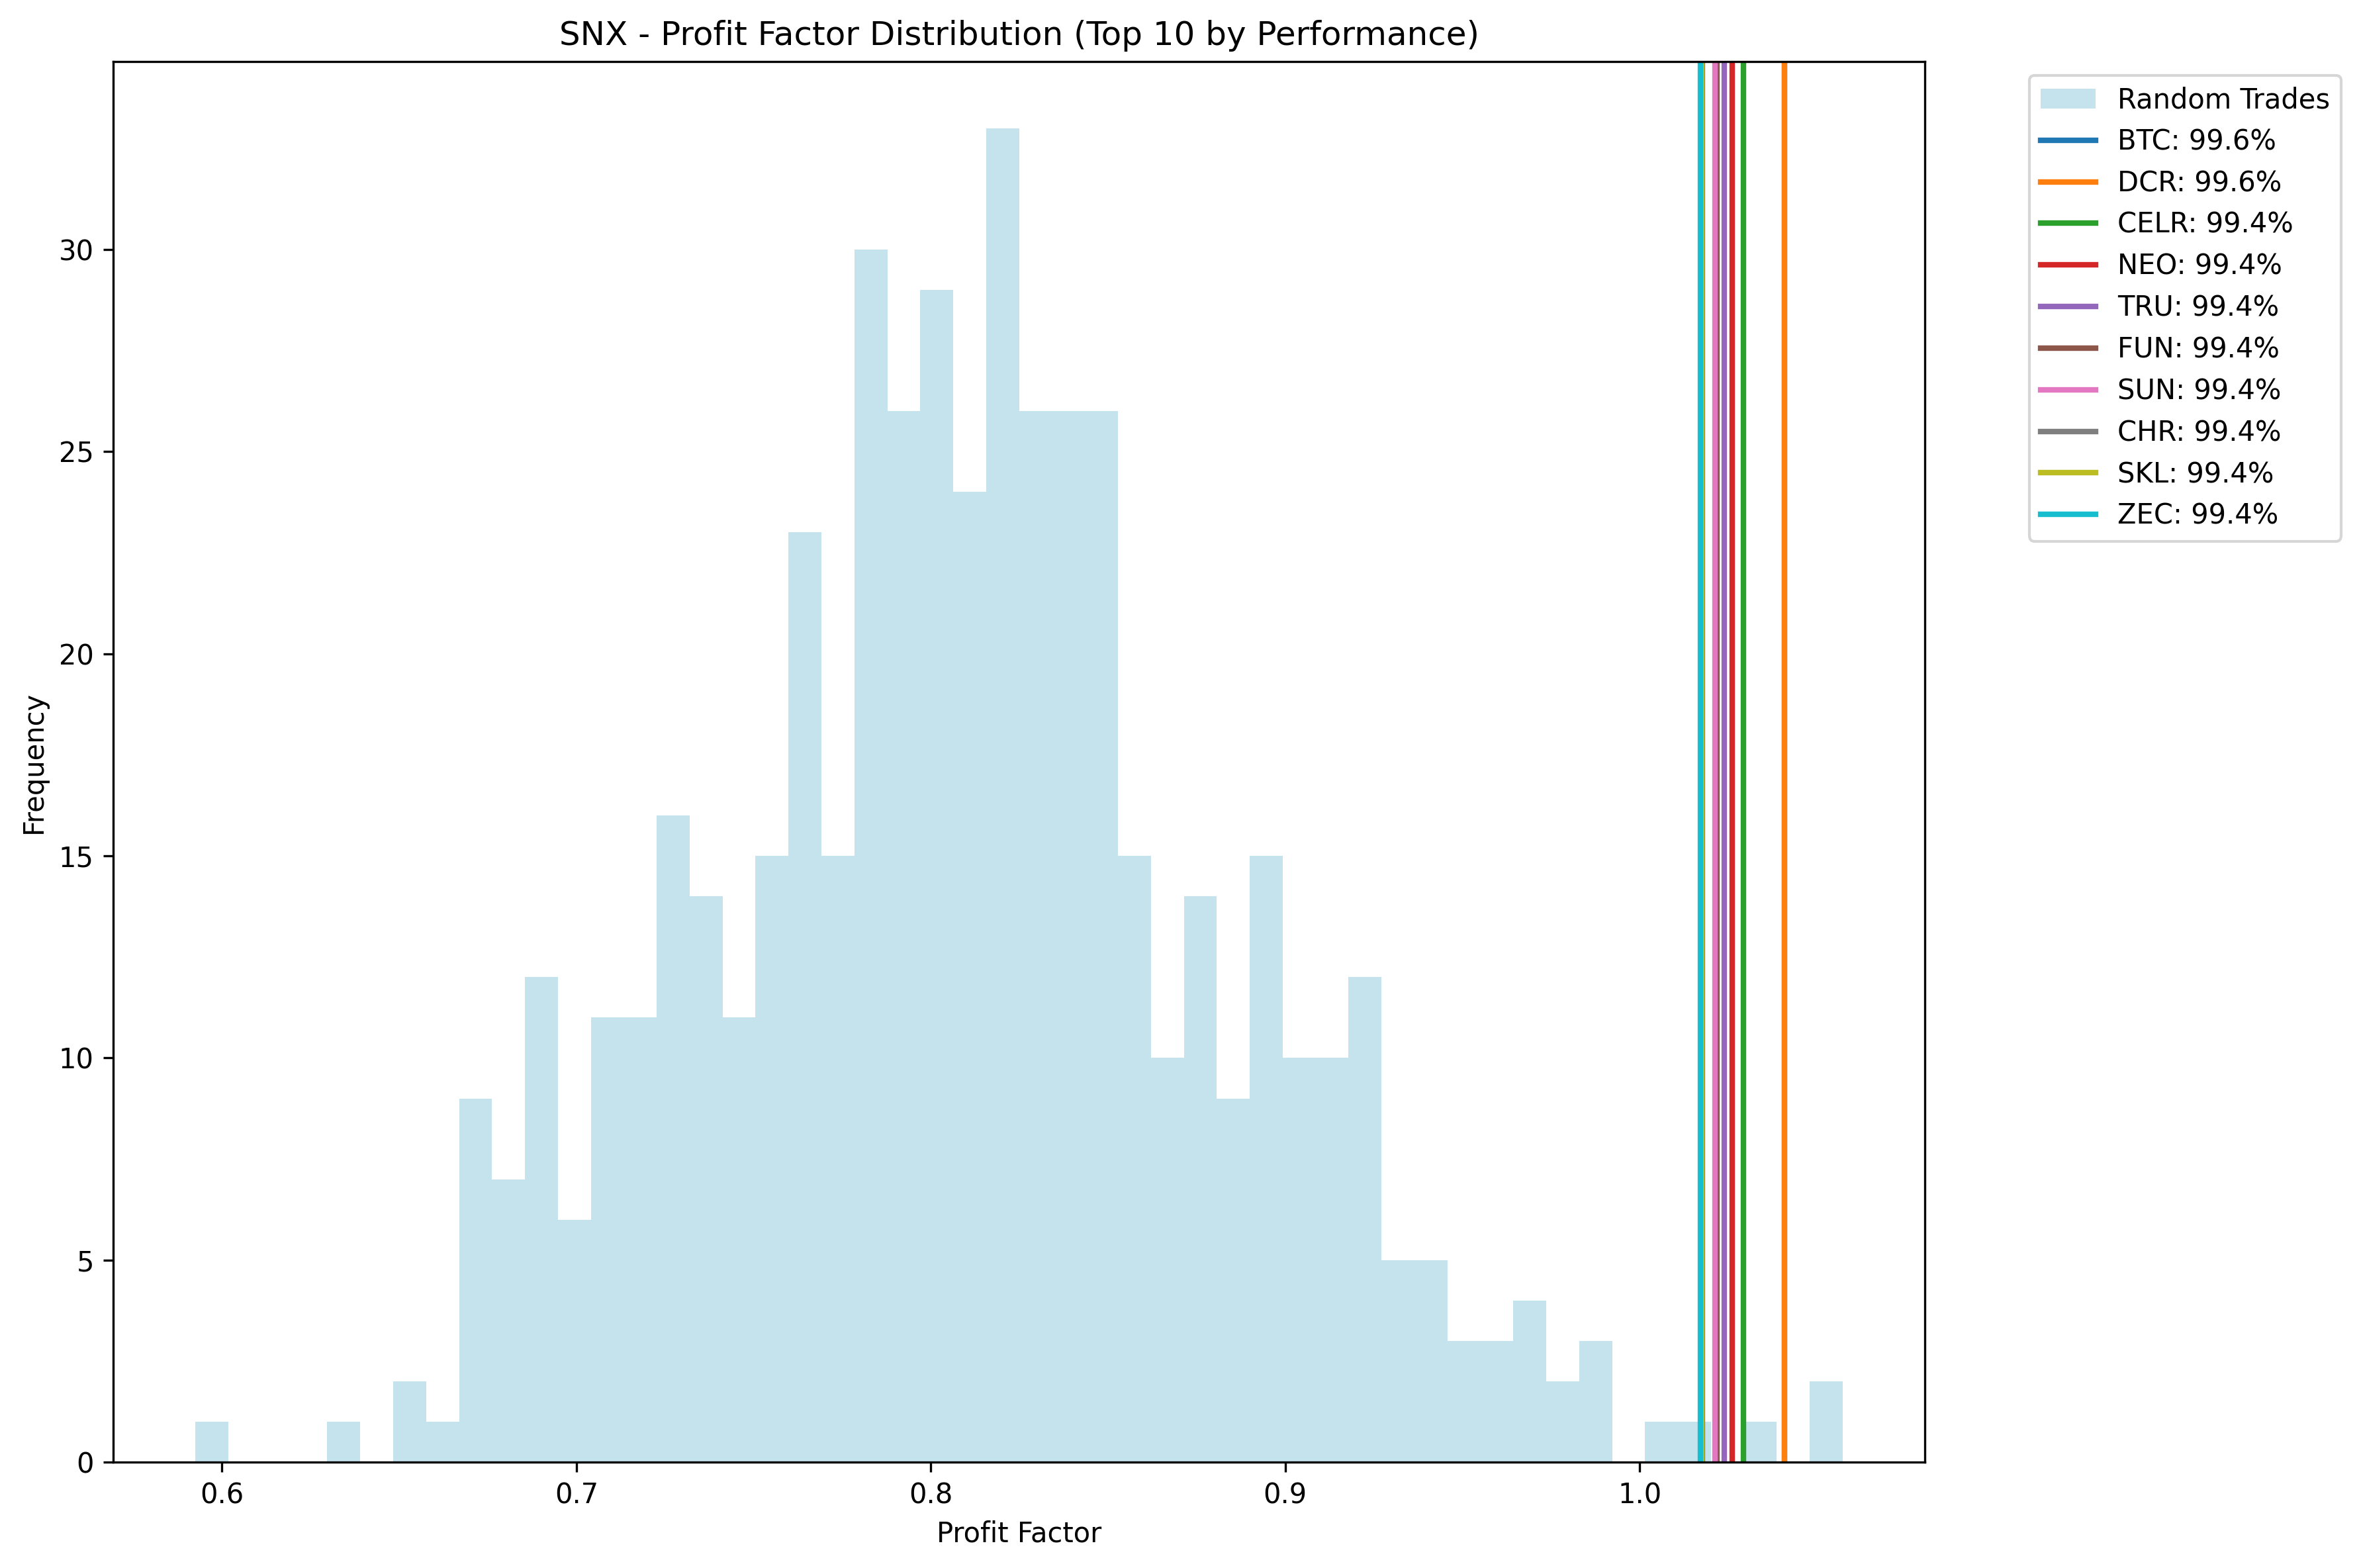 SNX - Profit Factor Distribution (Top 10 by Performance)
Random Trades
BTC: 99.6%
DCR: 99.6%
CELR: 99.4%
NEO: 99.4%
TRU: 99.4%
FUN: 99.4%
SUN: 99.4%
CHR: 99.4%
SKL: 99.4%
ZEC: 99.4%
Frequency
30
25
20
15
10
5
0
0.6
0.7
0.8
0.9
1.0
Profit Factor